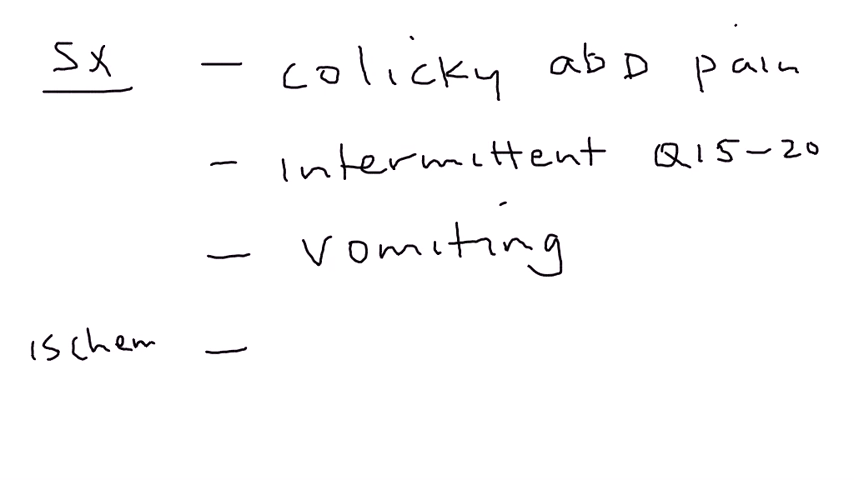 Sx - colicky abD pain
- intermittent Q15-20
- vomiting
ischem -